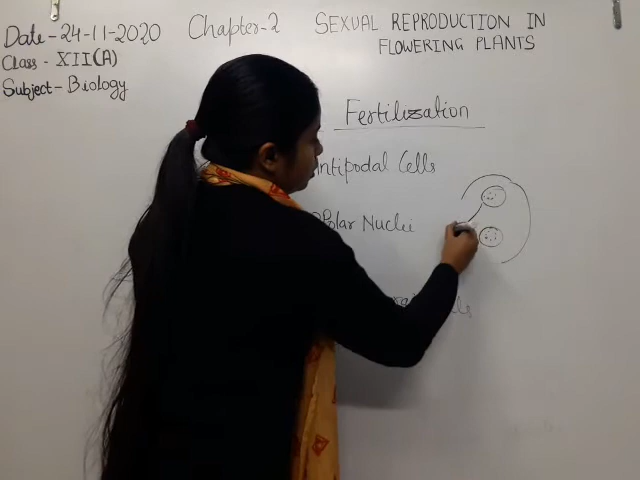 Date - 24-11-2020 Chapter-2 SEXUAL REPRODUCTION IN
FLOWERING PLANTS
Class - XII(A)
Subject - Biology
Fertilization
ntipodal Cells
Polar Nuclei